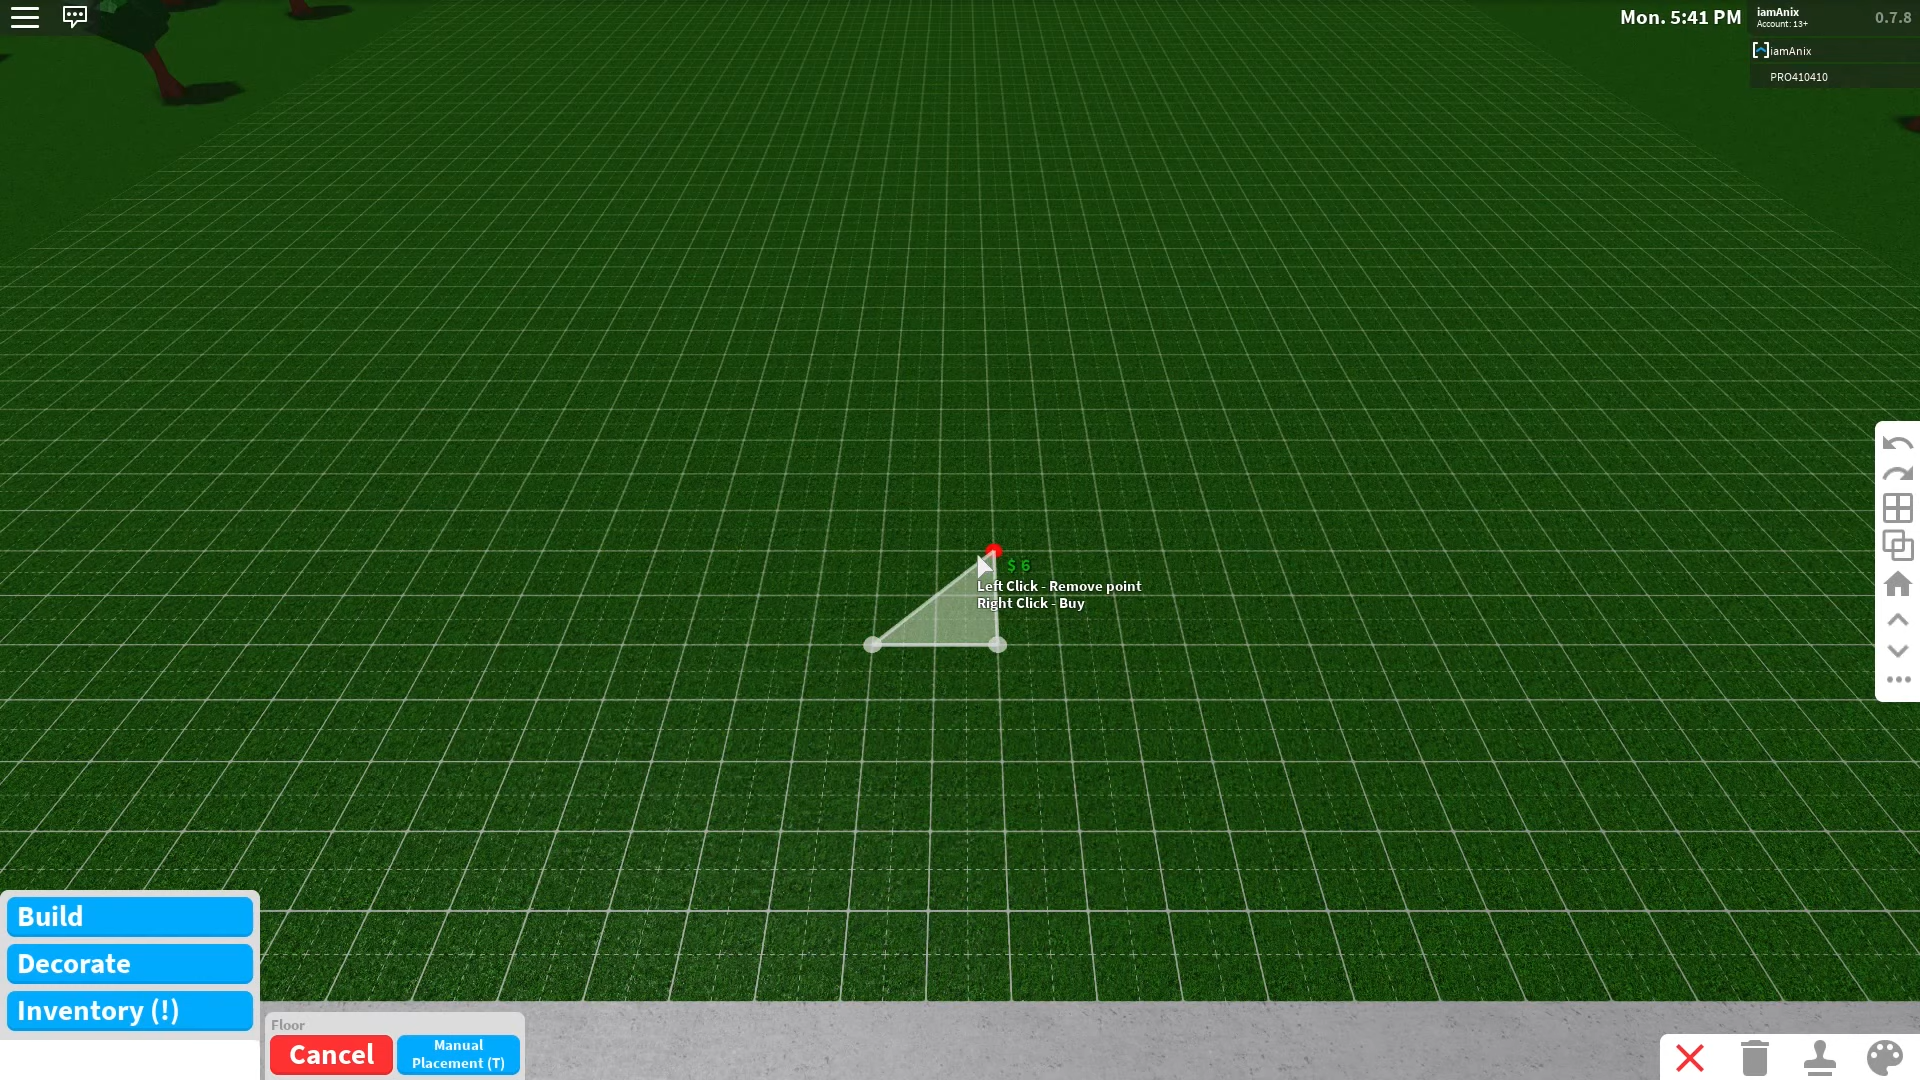 Mon. 5:41 PM
iamAnix
Account: 13+
0.7.8
iamAnix
PRO410410
$ 6
Left Click - Remove point
Right Click - Buy
Build
Decorate
Inventory (!)
Floor
Cancel
Manual
Placement (T)